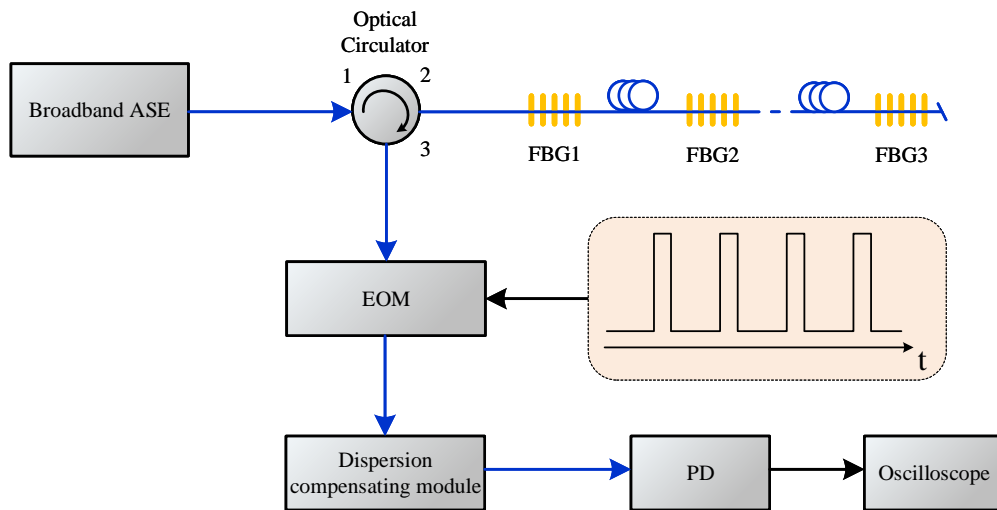 Optical
Circulator
Broadband ASE
1
2
3
FBG1
FBG2
FBG3
EOM
t
Dispersion
compensating module
PD
Oscilloscope